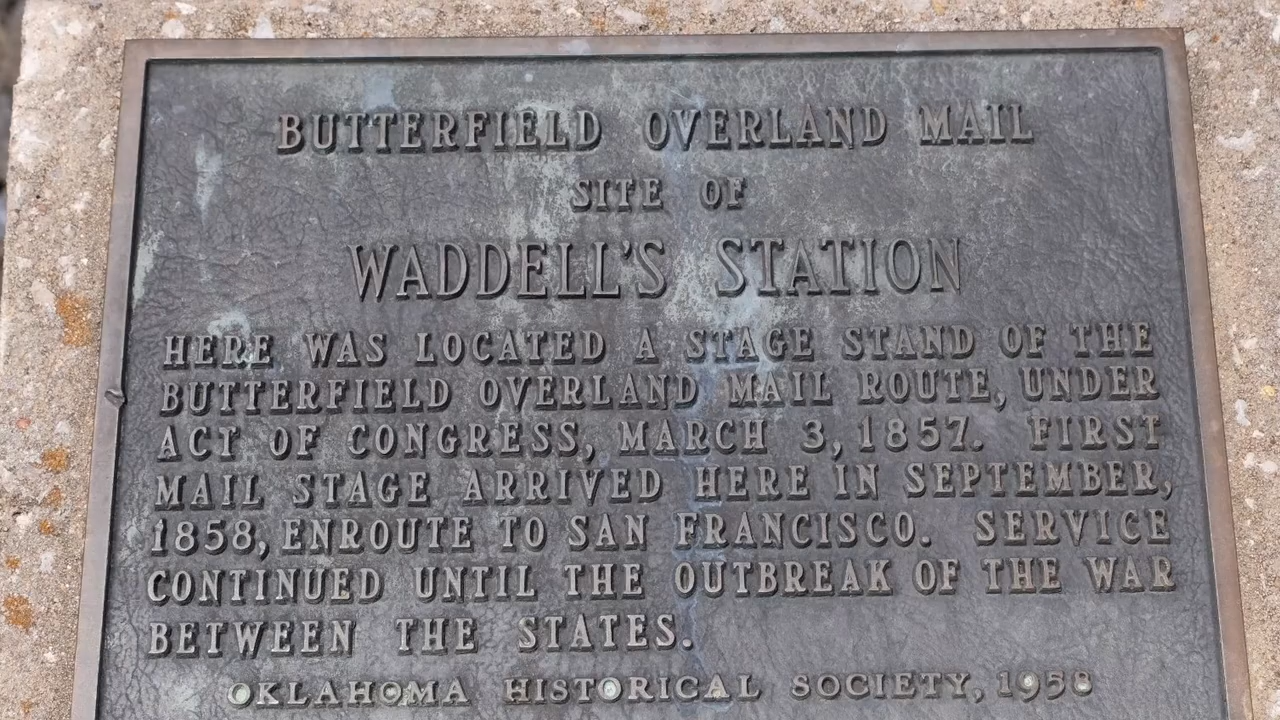 BUTTERFIELD OVERLAND MAIL
SITE OF
WADDELL'S STATION
HERE WAS LOCATED A STAGE STAND OF THE
BUTTERFIELD OVERLAND MAIL ROUTE, UNDER
ACT OF CONGRESS, MARCH 3, 1857. FIRST
MAIL STAGE ARRIVED HERE IN SEPTEMBER,
1858, ENROUTE TO SAN FRANCISCO. SERVICE
CONTINUED UNTIL THE OUTBREAK OF THE WAR
BETWEEN THE STATES.
OKLAHOMA HISTORICAL SOCIETY, 1958